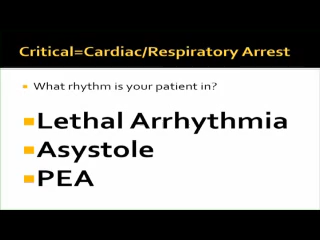 Critical=Cardiac/Respiratory Arrest
What rhythm is your patient in?
Lethal Arrhythmia
Asystole
PEA